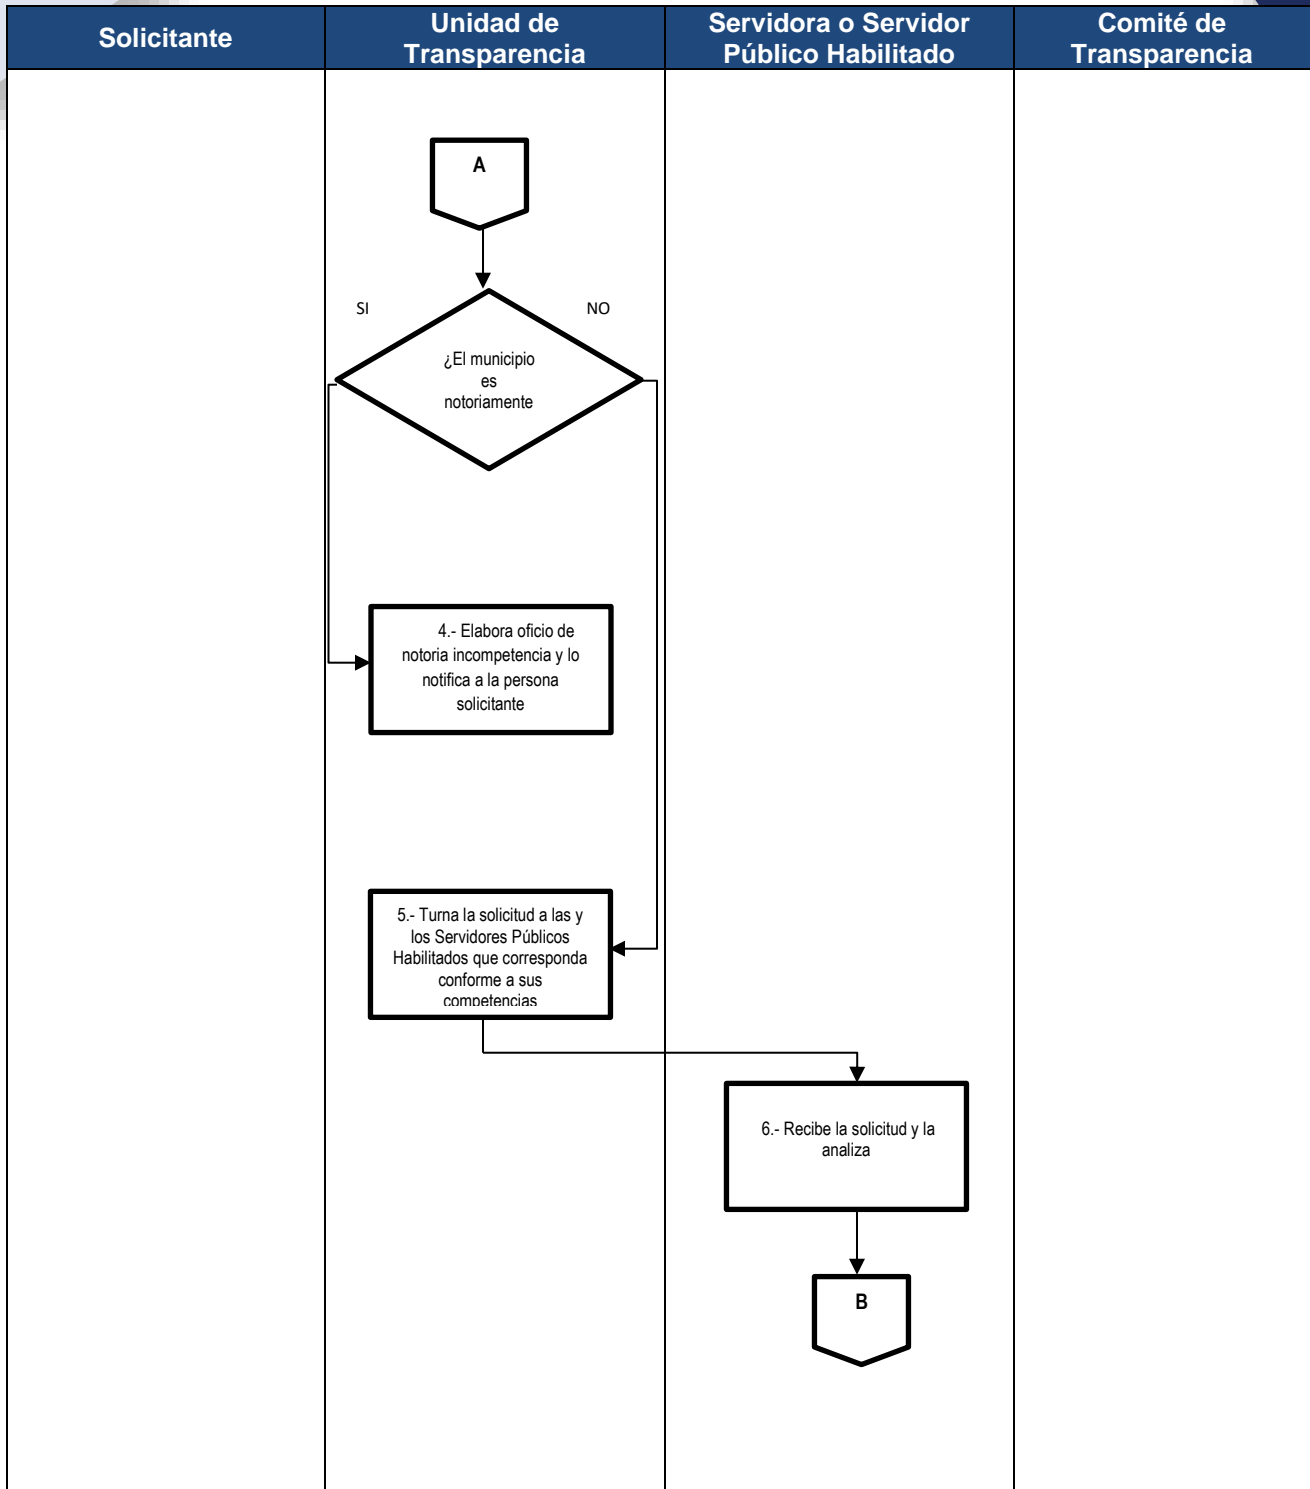 Solicitante
Unidad de
Transparencia
Servidora o Servidor
Público Habilitado
Comité de
Transparencia
A
SI
NO
¿El municipio
es
notoriamente
4.- Elabora oficio de
notoria incompetencia y lo
notifica a la persona
solicitante
5.- Turna la solicitud a las y
los Servidores Públicos
Habilitados que corresponda
conforme a sus
competencias
6.- Recibe la solicitud y la
analiza
B